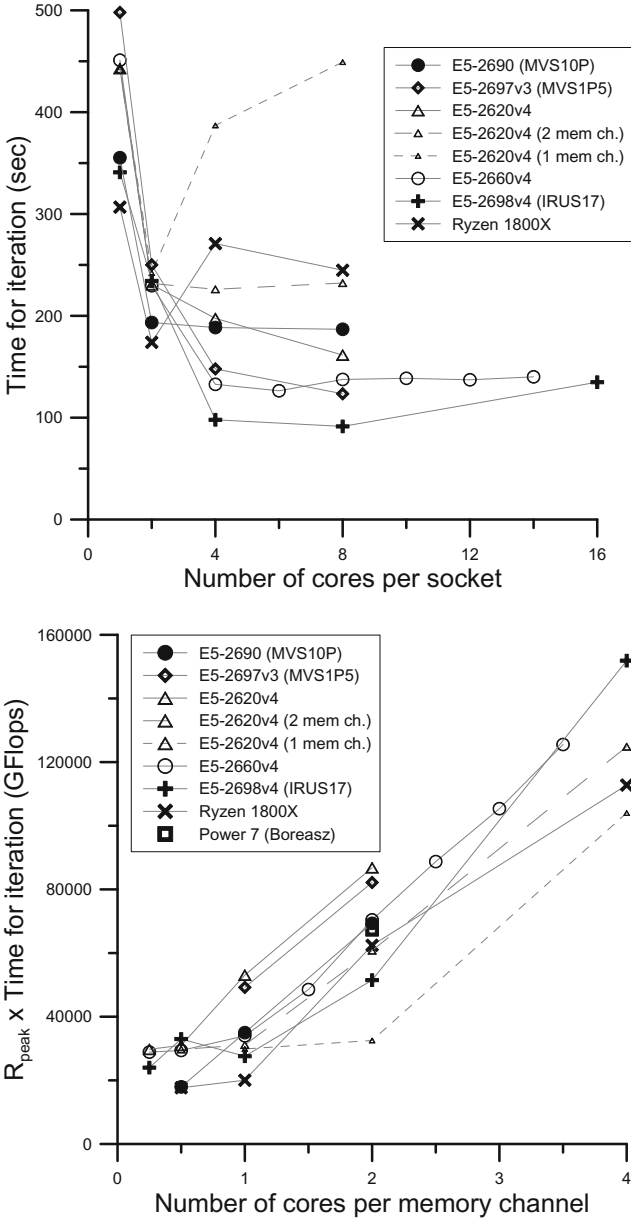 500
400
300
200
100
0
Time for iteration (sec)
E5-2690 (MVS10P)
E5-2697v3 (MVS1P5)
E5-2620v4
E5-2620v4 (2 mem ch.)
E5-2620v4 (1 mem ch.)
E5-2660v4
E5-2698v4 (IRUS17)
Ryzen 1800X
0 4 8 12 16
Number of cores per socket
160000
120000
80000
40000
0
Rpeak x Time for iteration (GFlops)
E5-2690 (MVS10P)
E5-2697v3 (MVS1P5)
E5-2620v4
E5-2620v4 (2 mem ch.)
E5-2620v4 (1 mem ch.)
E5-2660v4
E5-2698v4 (IRUS17)
Ryzen 1800X
Power 7 (Boreasz)
0 1 2 3 4
Number of cores per memory channel